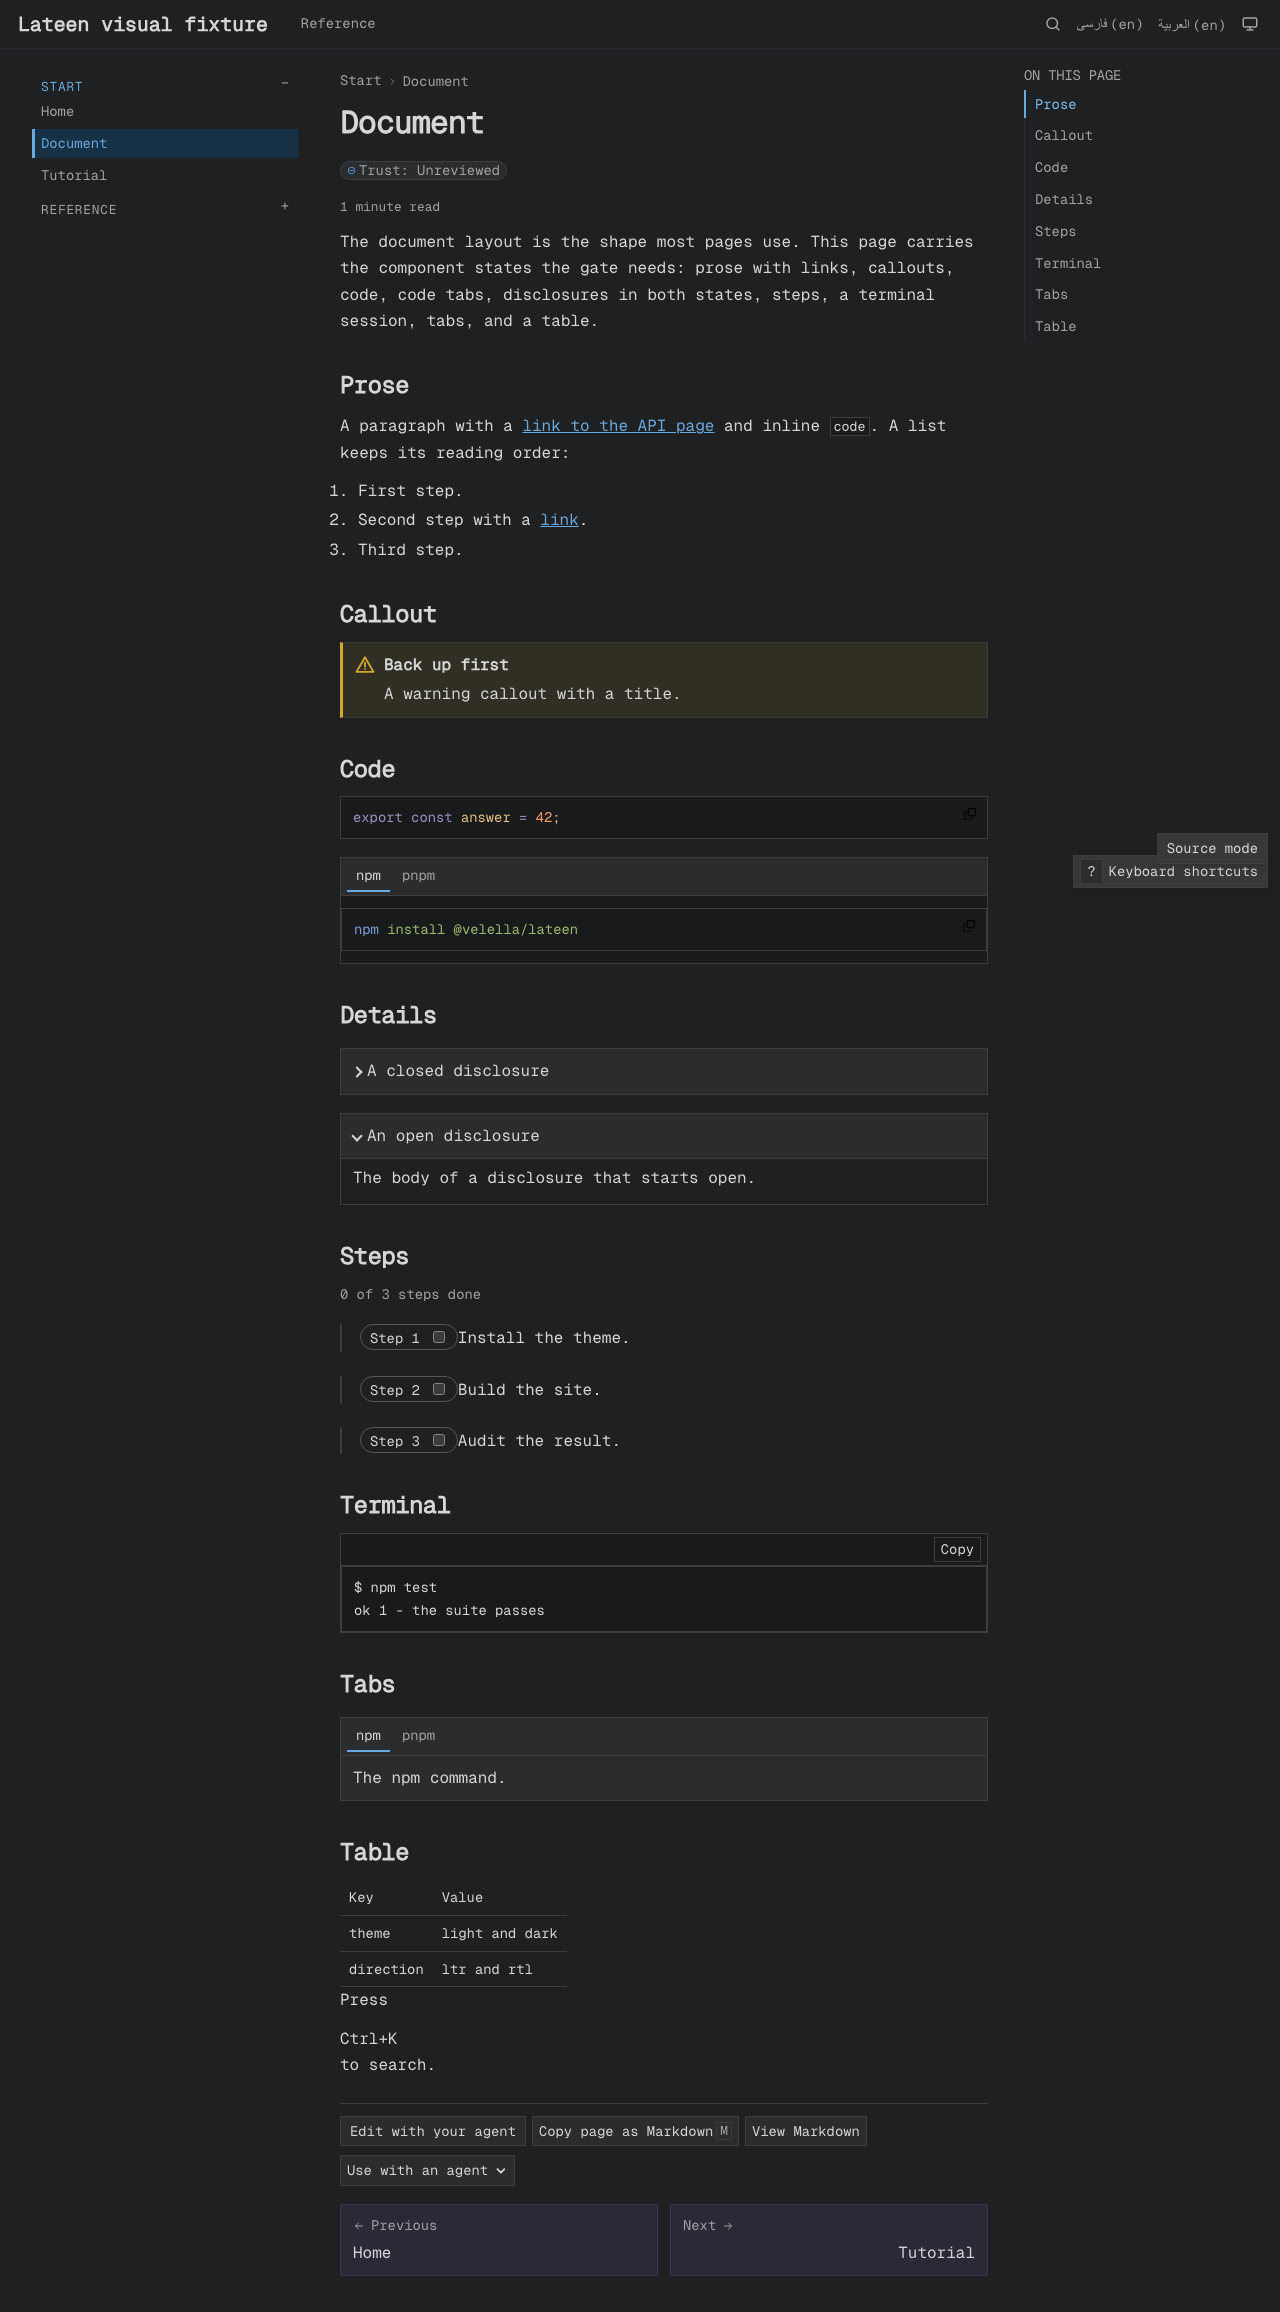 Lateen visual fixture
Reference
فارسی (en)
العربية (en)
START
−
Home
Document
Tutorial
REFERENCE
+
Start › Document
Document
Trust: Unreviewed
1 minute read
The document layout is the shape most pages use. This page carries
the component states the gate needs: prose with links, callouts,
code, code tabs, disclosures in both states, steps, a terminal
session, tabs, and a table.
Prose
A paragraph with a link to the API page and inline code. A list
keeps its reading order:
1. First step.
2. Second step with a link.
3. Third step.
Callout
Back up first
A warning callout with a title.
Code
export const answer = 42;
npm pnpm
npm install @velella/lateen
Details
A closed disclosure
An open disclosure
The body of a disclosure that starts open.
Steps
0 of 3 steps done
Step 1 Install the theme.
Step 2 Build the site.
Step 3 Audit the result.
Terminal
Copy
$ npm test
ok 1 - the suite passes
Tabs
npm pnpm
The npm command.
Table
Key Value
theme light and dark
direction ltr and rtl
Press
Ctrl+K
to search.
Edit with your agent
Copy page as Markdown M
View Markdown
Use with an agent
← Previous
Home
Next →
Tutorial
ON THIS PAGE
Prose
Callout
Code
Details
Steps
Terminal
Tabs
Table
Source mode
? Keyboard shortcuts